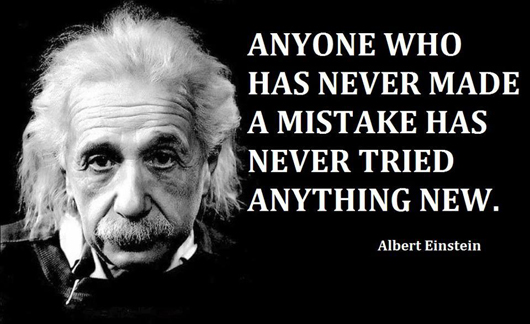 ANYONE WHO
HAS NEVER MADE
A MISTAKE HAS
NEVER TRIED
ANYTHING NEW.
Albert Einstein